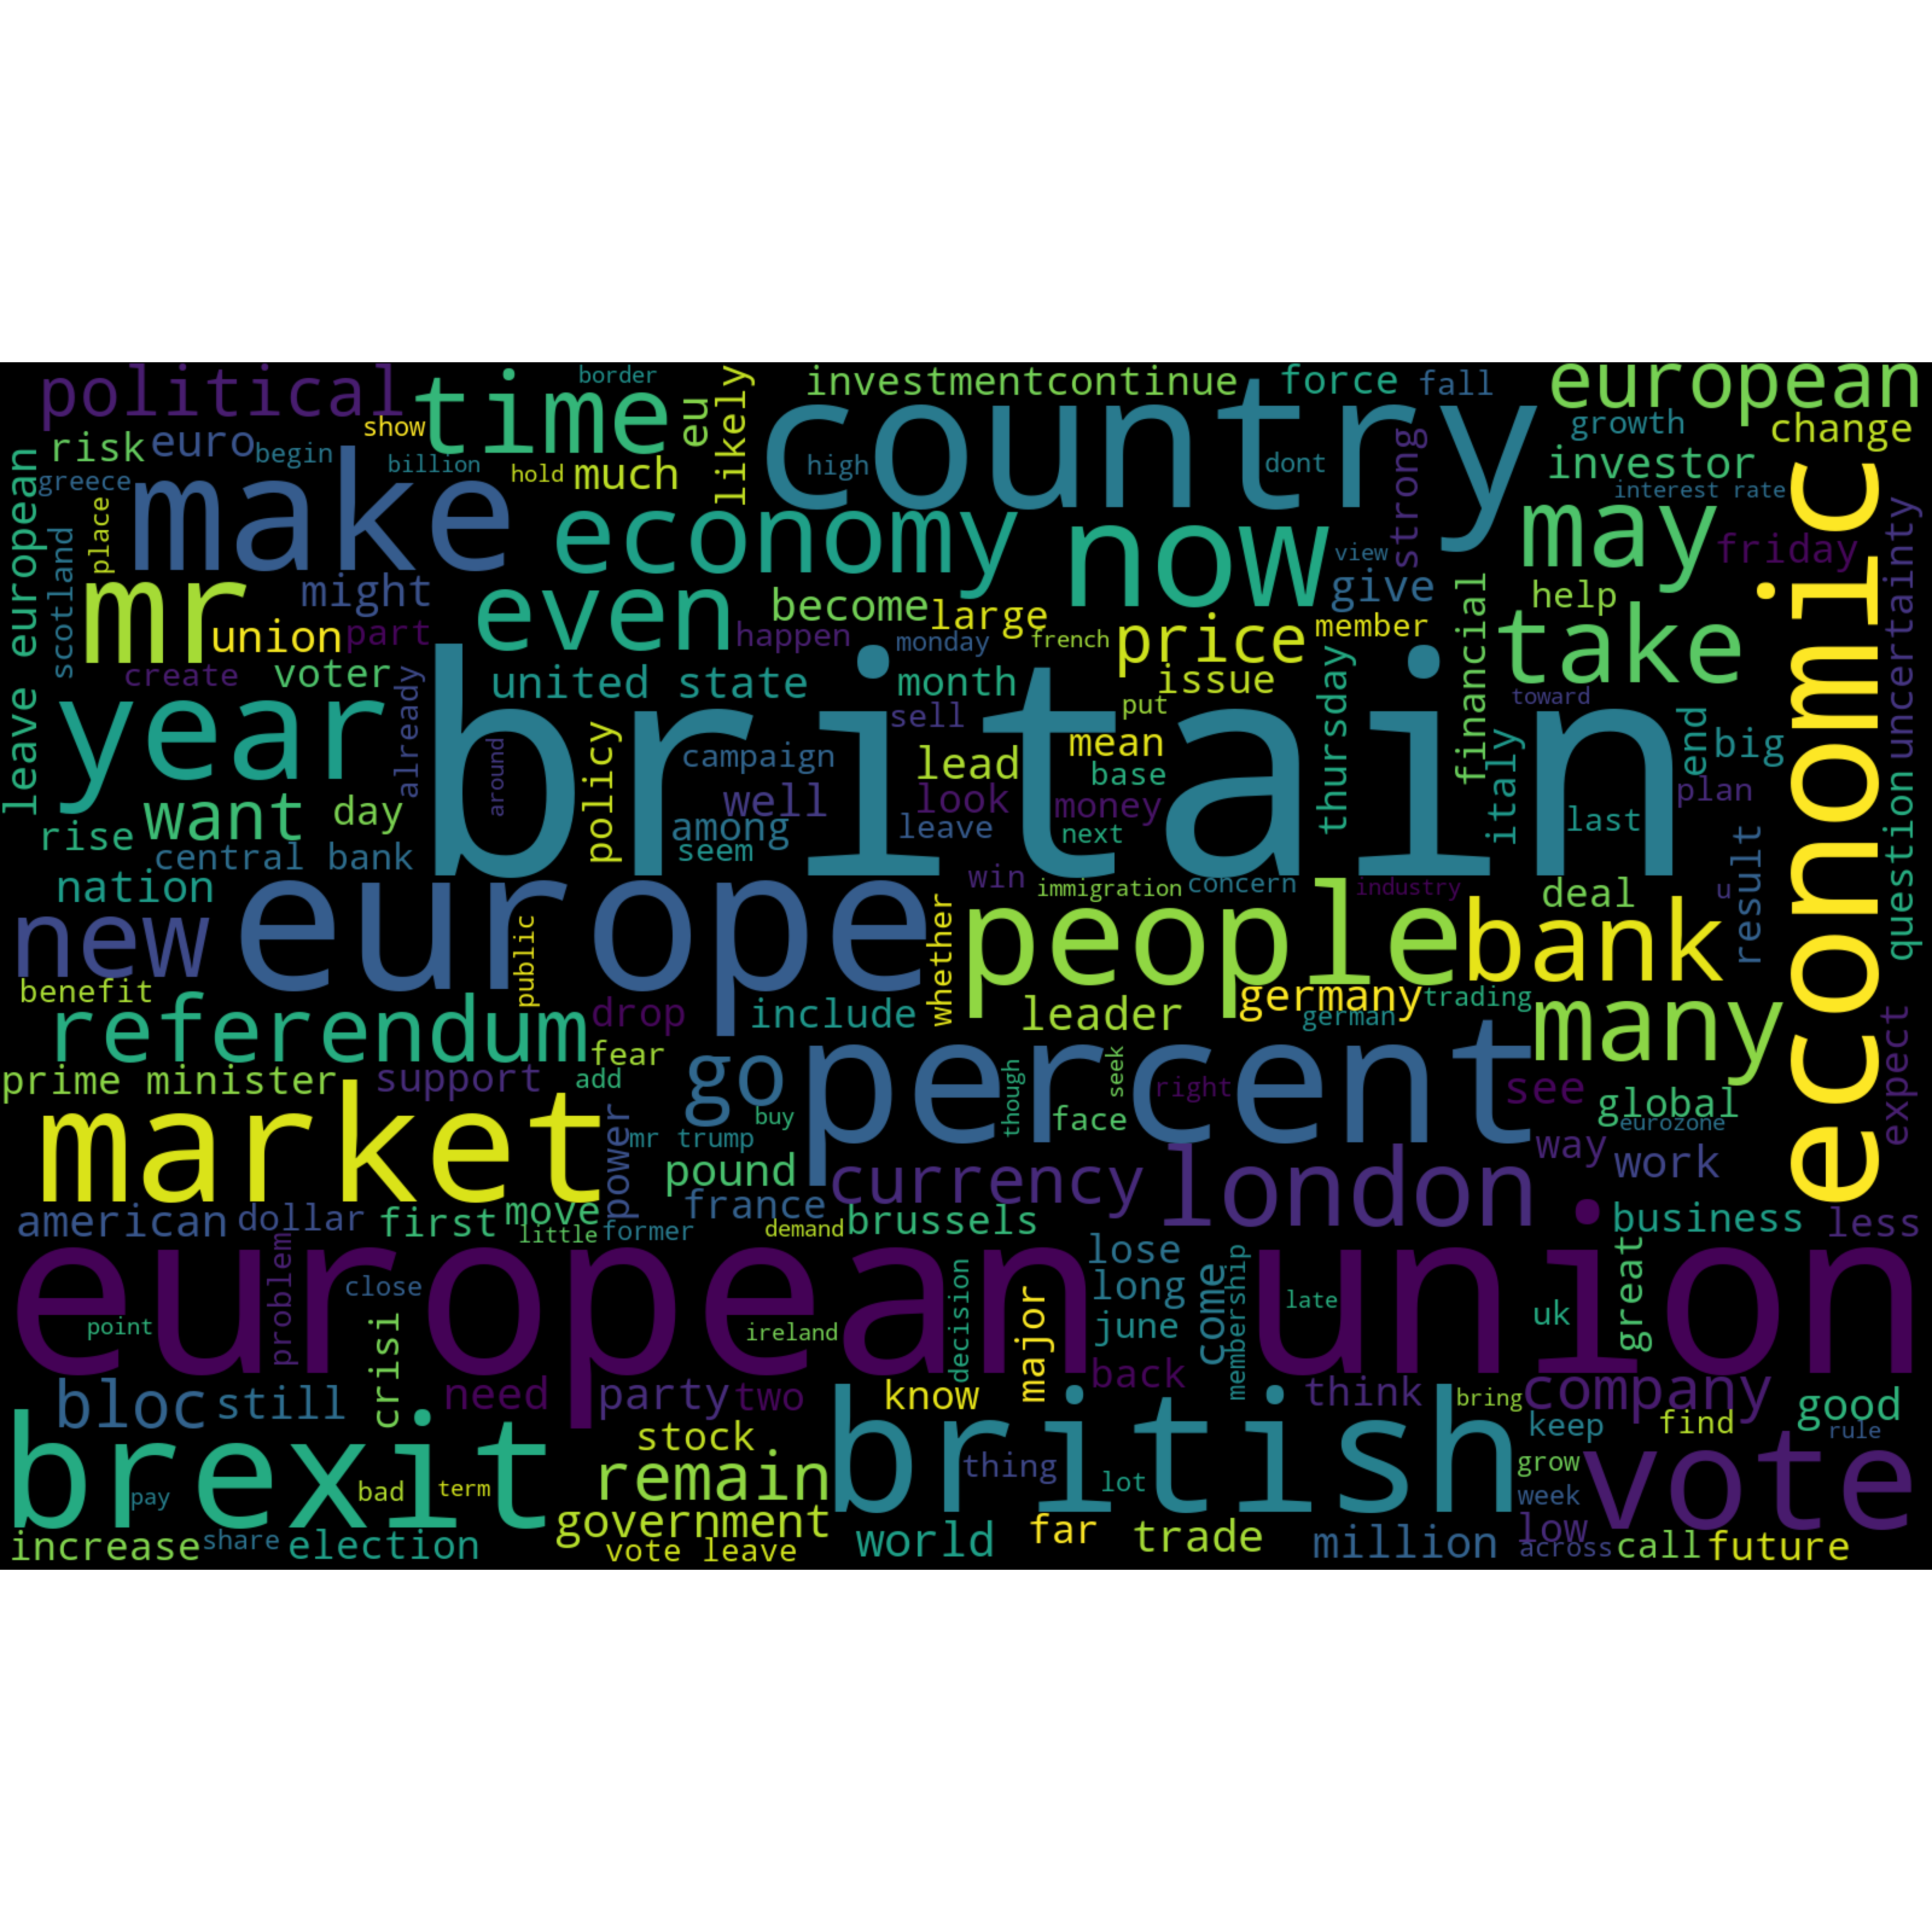 political
time
border
likely
eu
investment
continue
force
fall
european
show
country
growth
change
risk
euro
begin
billion
hold
much
high
dont
strong
investor
greece
make
economy
now
interest rate
leave european
place
scotland
view
may
friday
uncertainty
economic
mr
might
even
become
large
give
financial
help
take
union
part
happen
monday
french
price
member
create
voter
already
united state
month
issue
thursday
toward
year
around
policy
britain
sell
put
campaign
lead
mean
base
italy
end
big
plan
want
day
well
look
money
last
rise
among
leave
next
question
central bank
seem
result
nation
europe
win
immigration
concern
industry
deal
u
new
public
whether
people
bank
benefit
germany
trading
referendum
drop
include
leader
german
many
fear
prime minister
support
add
go
percent
though
seek
right
see
global
eurozone
expect
market
power
buy
face
mr trump
way
pound
currency
london
work
american
dollar
first
move
france
little
former
demand
brussels
business
less
european union
problem
close
lose
long
come
membership
late
great
point
crisi
ireland
decision
june
uk
major
back
bloc
still
need
party
two
know
think
bring
company
good
brexit
stock
british
keep
find
rule
remain
thing
lot
grow
vote
pay
bad
term
week
government
low
increase
share
election
vote leave
world
far
trade
million
across
call
future